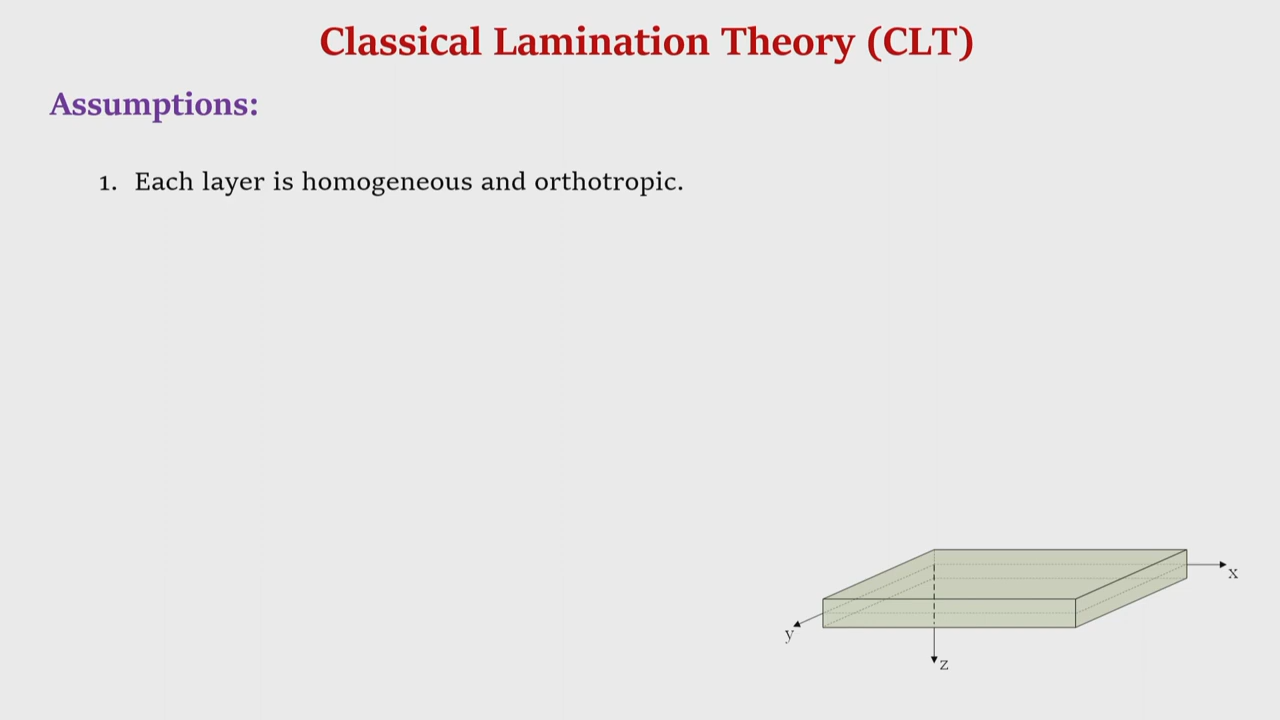 Classical Lamination Theory (CLT)
Assumptions:
1. Each layer is homogeneous and orthotropic.
x
y
z